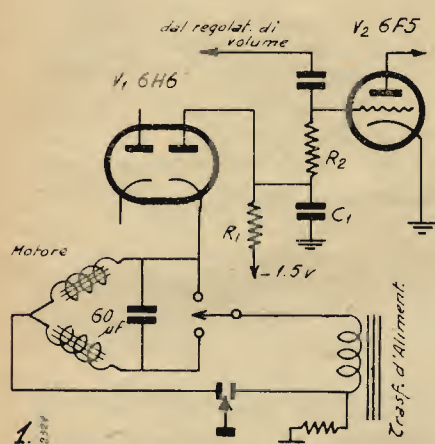 dal regolat. di
volume
V₂ 6F5
V₁ 6H6
R₂
C₁
R₁
-1.5v
Motore
60
µF
Trasf. d'Aliment.
1.